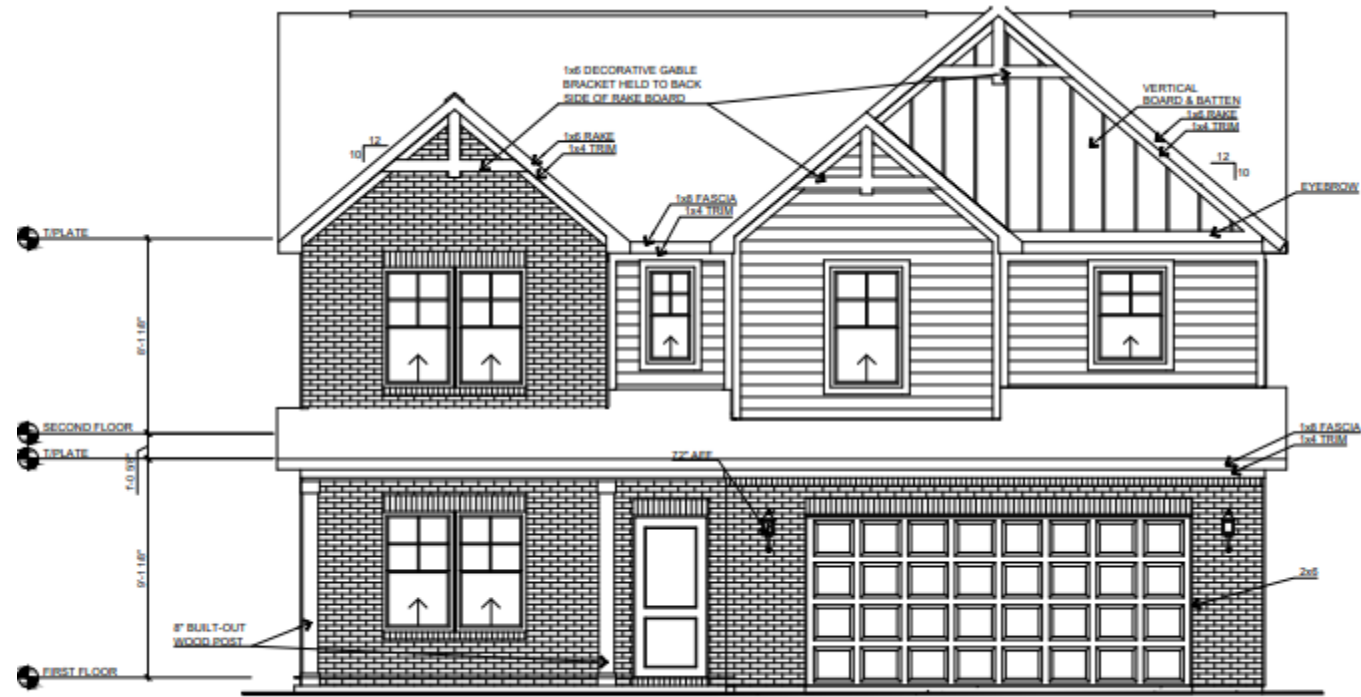 1x6 DECORATIVE GABLE
BRACKET HELD TO BACK
SIDE OF RAKE BOARD
VERTICAL
BOARD & BATTEN
1x6 RAKE
1x4 TRIM
12
10
1x6 RAKE
1x4 TRIM
12
10
EYEBROW
1x8 FASCIA
1x4 TRIM
T/PLATE
SECOND FLOOR
T/PLATE
1x8 FASCIA
1x4 TRIM
72" AFF
2x6
8" BUILT-OUT
WOOD POST
FIRST FLOOR